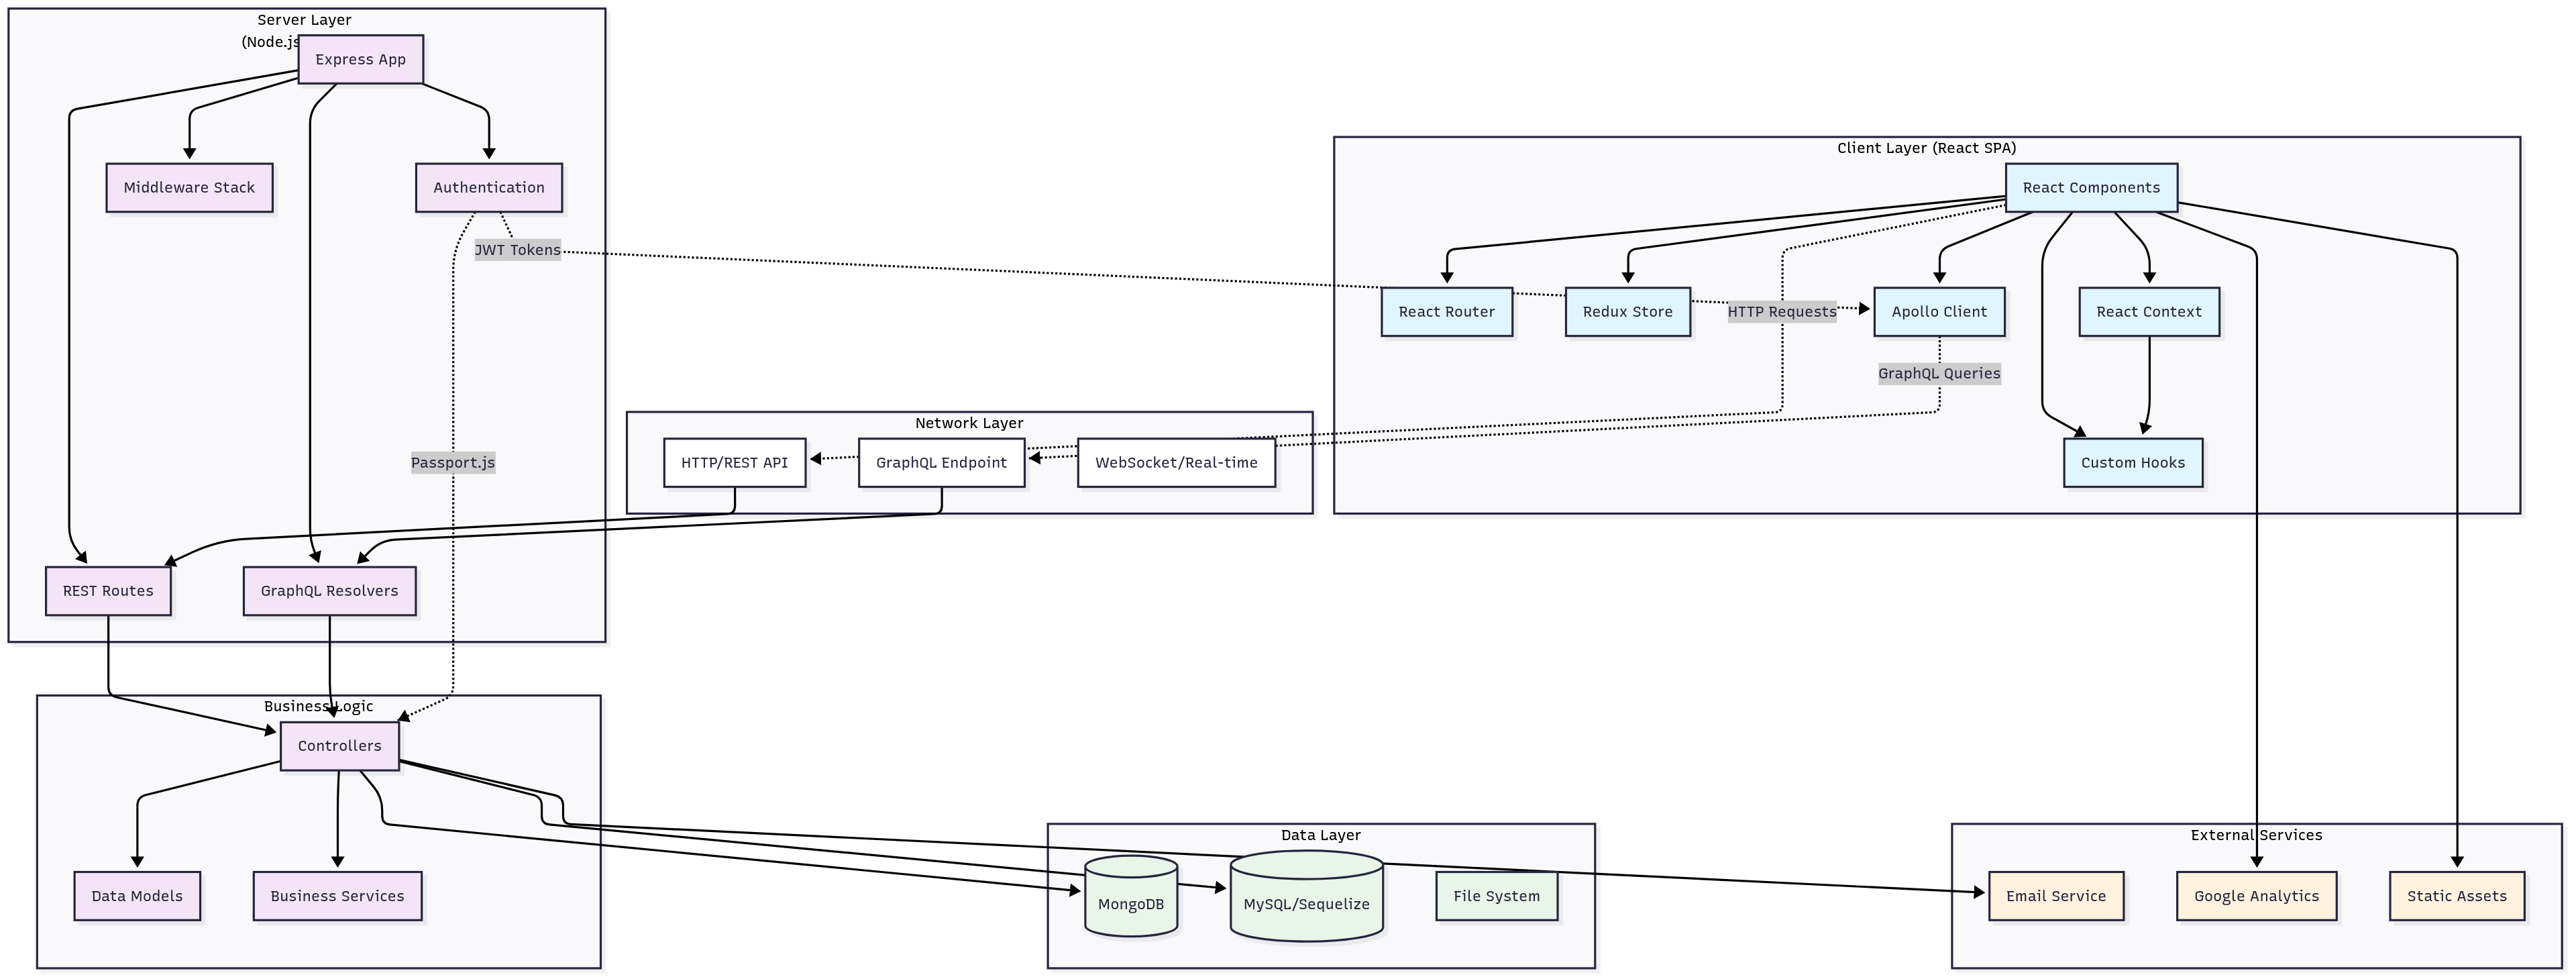 Server Layer
(Node.js
Express App
Middleware Stack
Authentication
JWT Tokens
Passport.js
REST Routes
GraphQL Resolvers
Client Layer (React SPA)
React Components
React Router
Redux Store
HTTP Requests
Apollo Client
React Context
GraphQL Queries
Custom Hooks
Network Layer
HTTP/REST API
GraphQL Endpoint
WebSocket/Real-time
Business Logic
Controllers
Data Models
Business Services
Data Layer
MongoDB
MySQL/Sequelize
File System
External Services
Email Service
Google Analytics
Static Assets